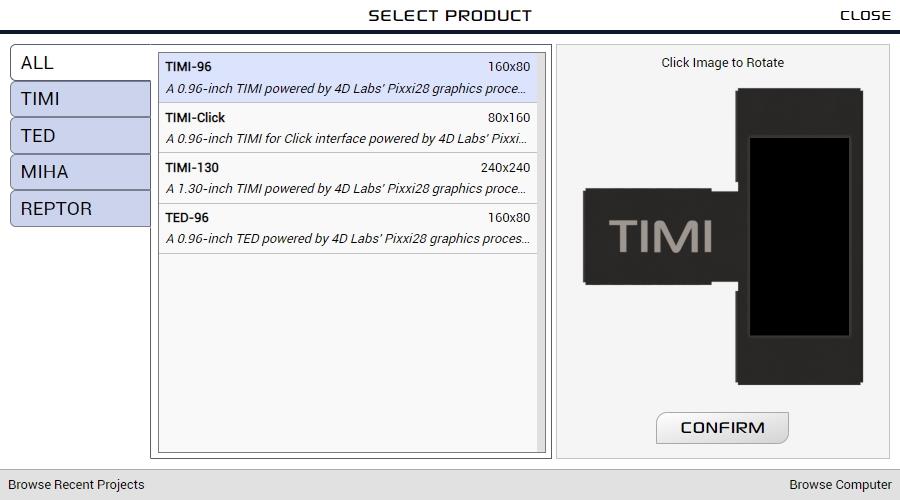 SELECT PRODUCT
CLOSE
ALL
TIMI
TED
MIHA
REPTOR
TIMI-96 160x80
A 0.96-inch TIMI powered by 4D Labs' Pixxi28 graphics proce...
TIMI-Click 80x160
A 0.96-inch TIMI for Click interface powered by 4D Labs' Pixxi...
TIMI-130 240x240
A 1.30-inch TIMI powered by 4D Labs' Pixxi28 graphics proce...
TED-96 160x80
A 0.96-inch TED powered by 4D Labs' Pixxi28 graphics proces...
Click Image to Rotate
TIMI
CONFIRM
Browse Recent Projects
Browse Computer